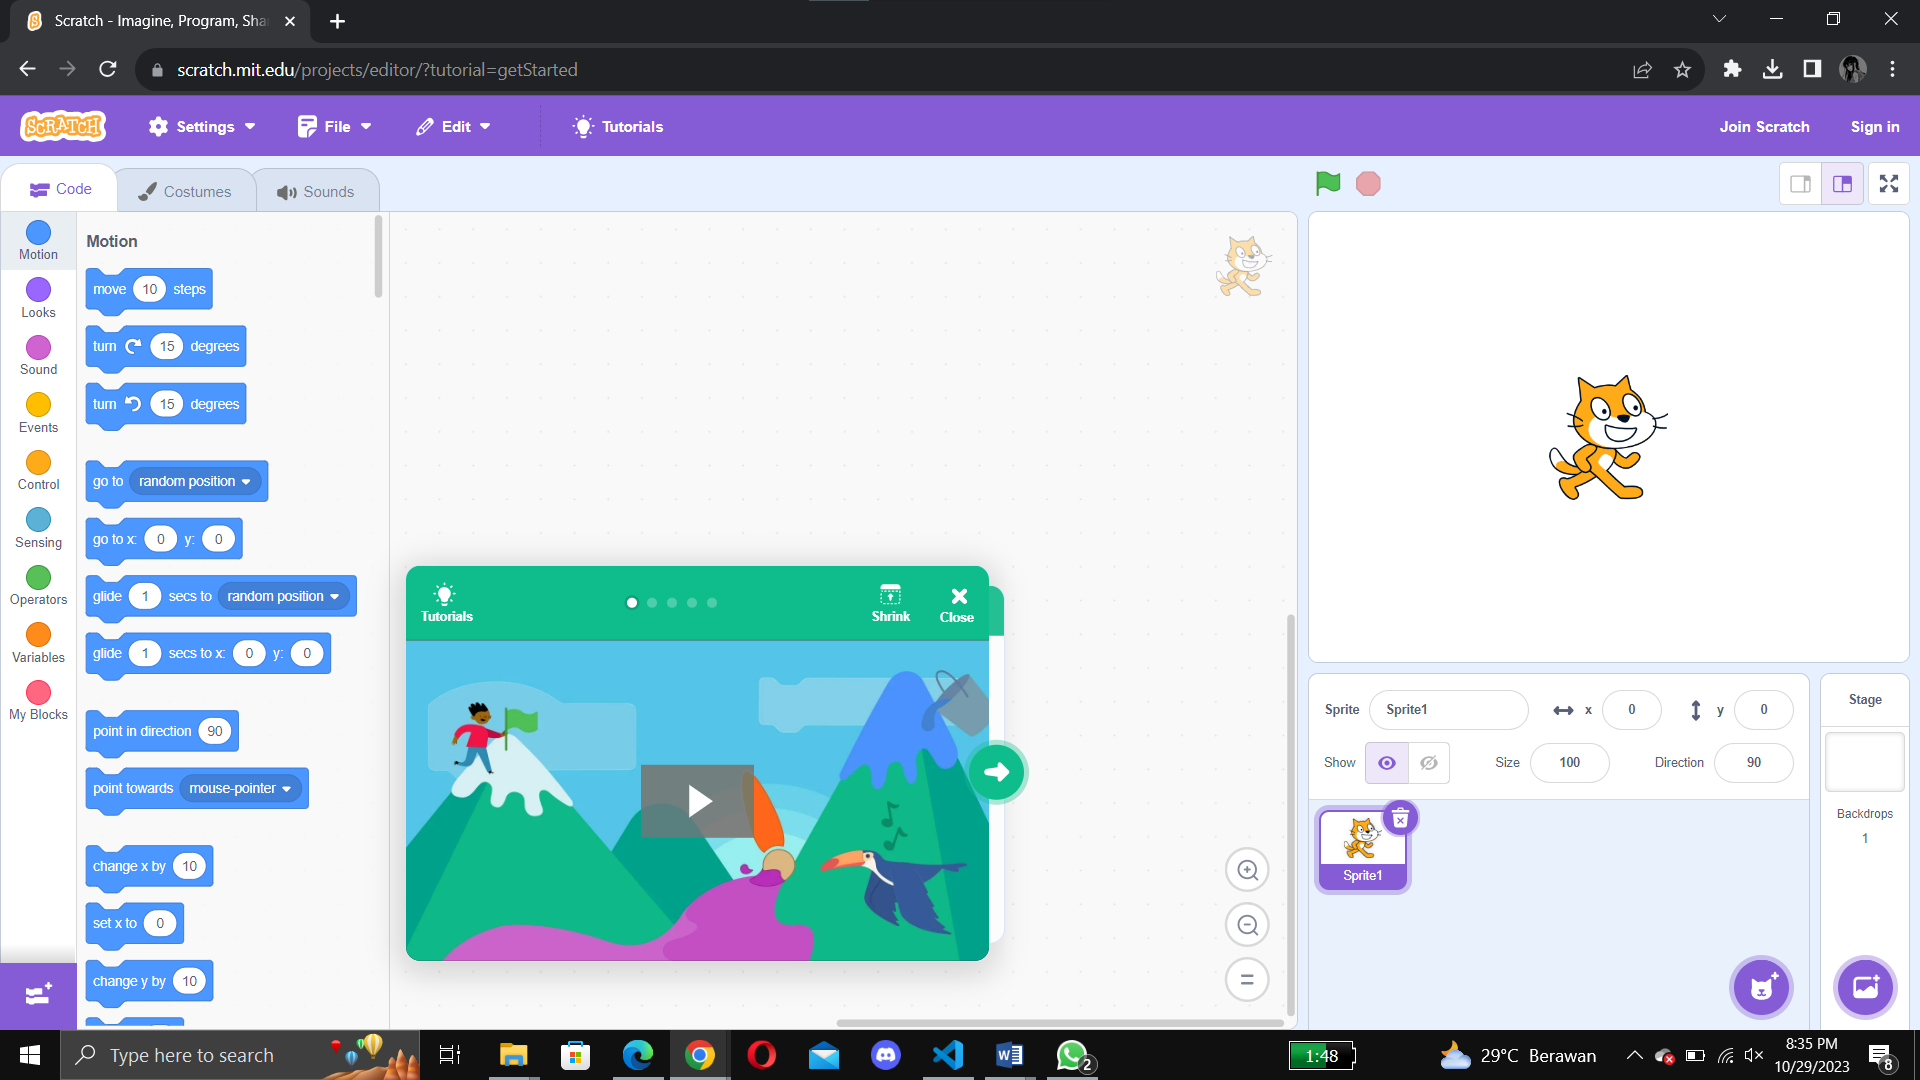 Scratch - Imagine, Program, Sha
scratch.mit.edu/projects/editor/?tutorial=getStarted
SCRATCH
Settings
File
Edit
Tutorials
Join Scratch
Sign in
Code
Costumes
Sounds
Motion
Looks
Sound
Events
Control
Sensing
Operators
Variables
My Blocks
Motion
move 10 steps
turn 15 degrees
turn 15 degrees
go to random position
go to x: 0 y: 0
glide 1 secs to random position
glide 1 secs to x: 0 y: 0
point in direction 90
point towards mouse-pointer
change x by 10
set x to 0
change y by 10
Tutorials
Shrink
Close
Sprite Sprite1 x 0 y 0
Show Size 100 Direction 90
Sprite1
Stage
Backdrops
1
Type here to search
2
1:48
29°C Berawan
8:35 PM
10/29/2023
8